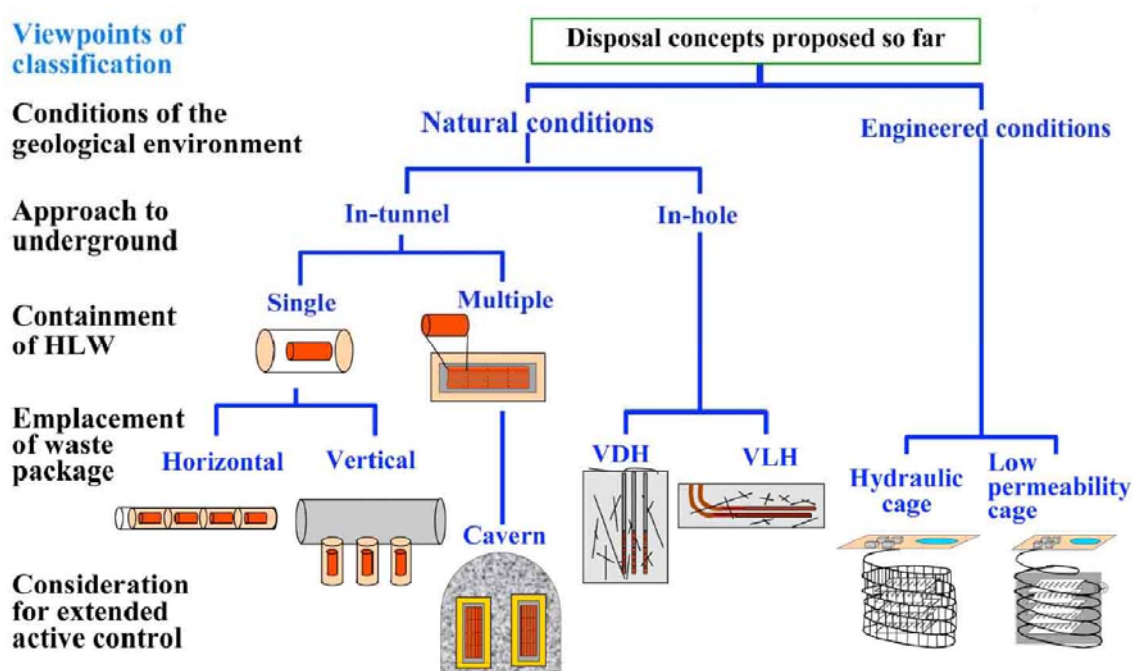 Viewpoints of
classification
Disposal concepts proposed so far
Conditions of the
geological environment
Natural conditions
Engineered conditions
Approach to
underground
In-tunnel
In-hole
Containment
of HLW
Single
Multiple
Emplacement
of waste
package
Horizontal
Vertical
Cavern
VDH
VLH
Hydraulic
cage
Low
permeability
cage
Consideration
for extended
active control